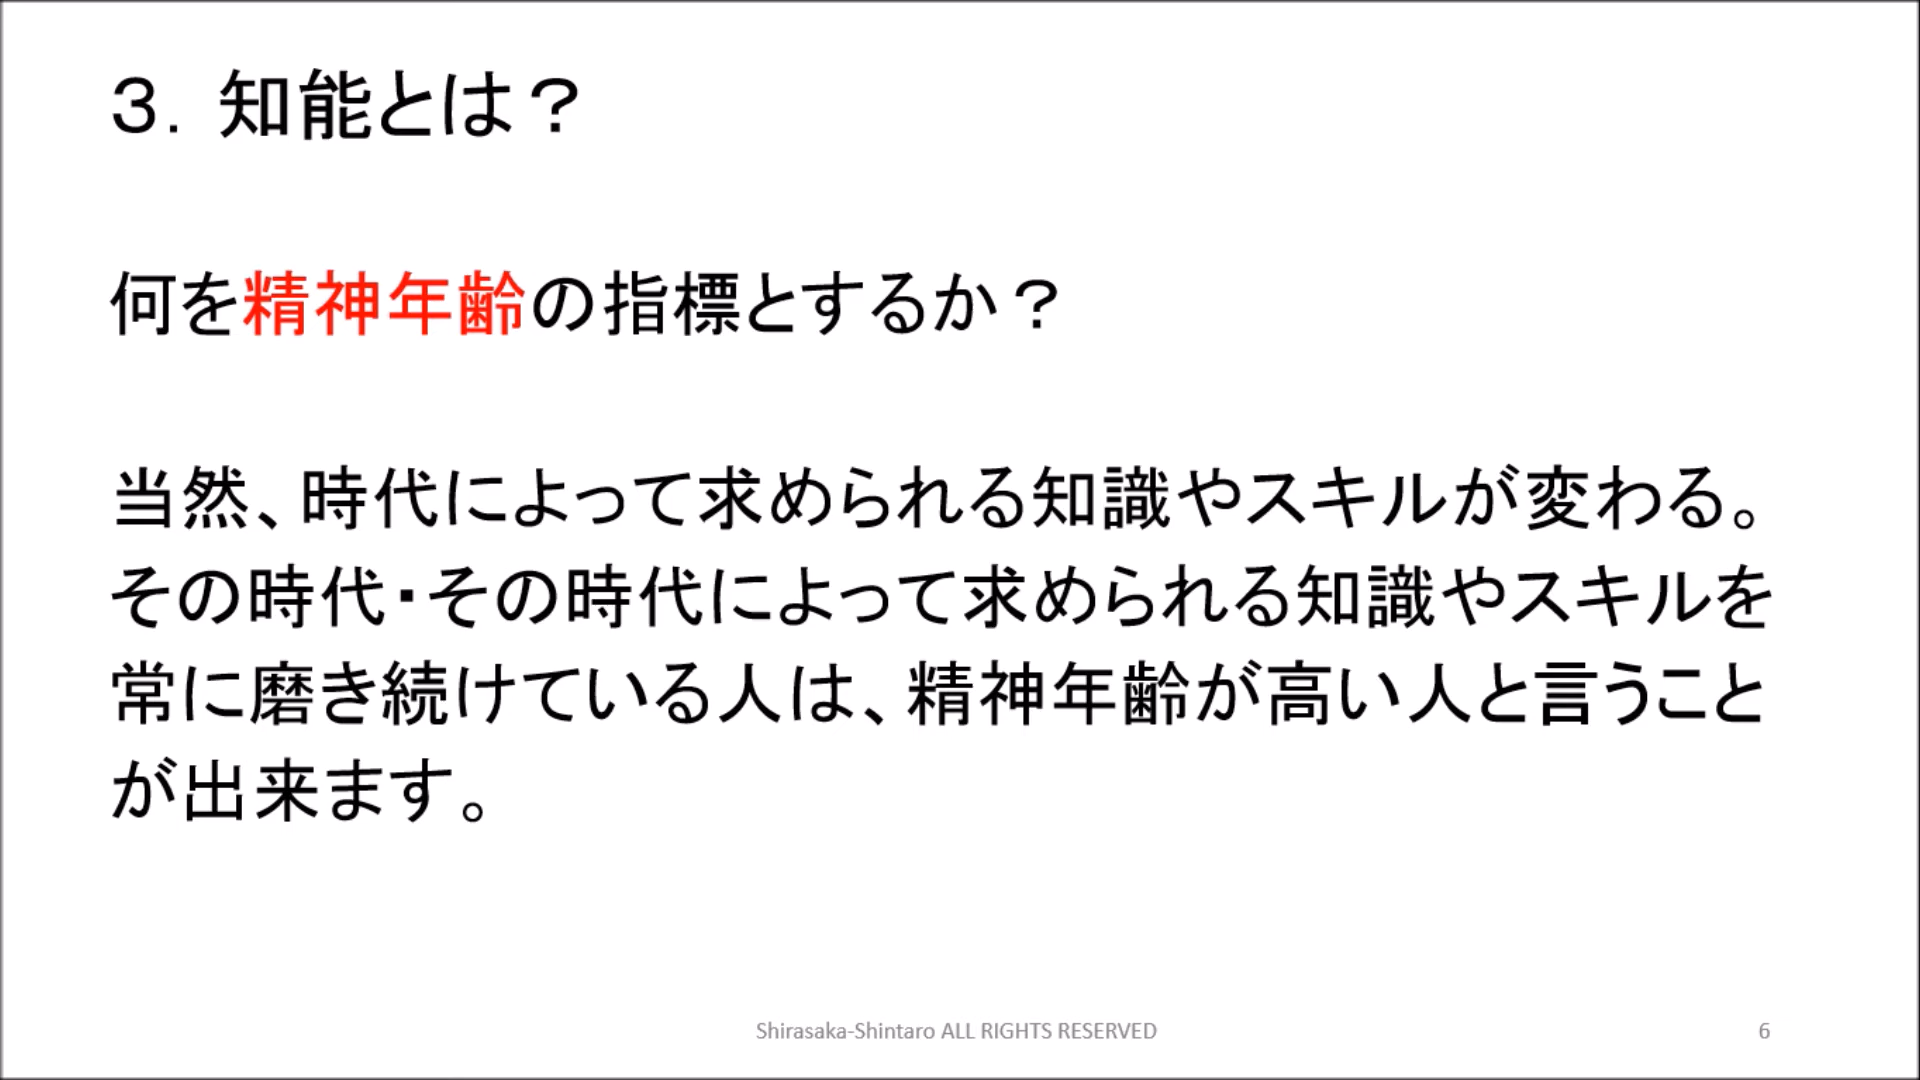 ３．知能とは？
何を精神年齢の指標とするか？
当然、時代によって求められる知識やスキルが変わる。
その時代・その時代によって求められる知識やスキルを
常に磨き続けている人は、精神年齢が高い人と言うこと
が出来ます。
Shirasaka-Shintaro ALL RIGHTS RESERVED
6